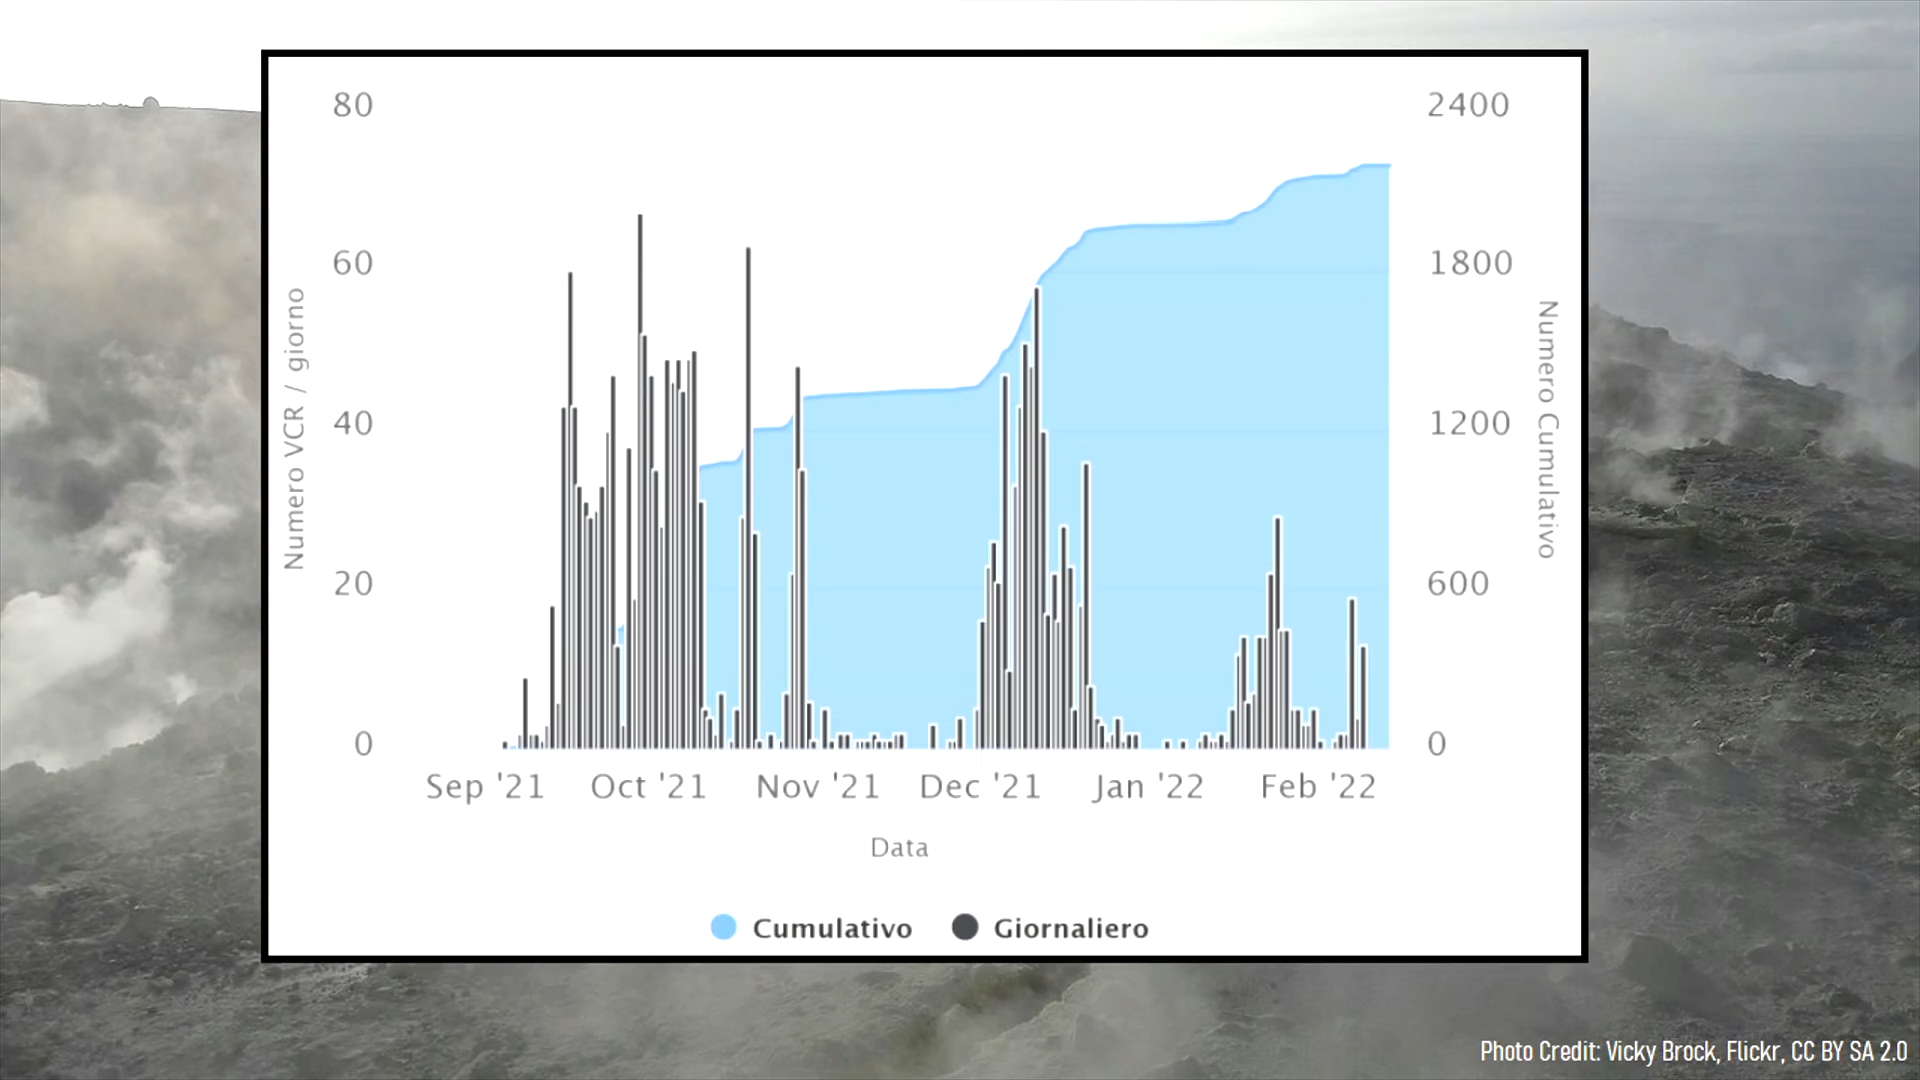 80
2400
60
1800
40
1200
20
600
0
0
Numero VCR / giorno
Numero Cumulativo
Sep '21
Oct '21
Nov '21
Dec '21
Jan '22
Feb '22
Data
Cumulativo
Giornaliero
Photo Credit: Vicky Brock, Flickr, CC BY SA 2.0